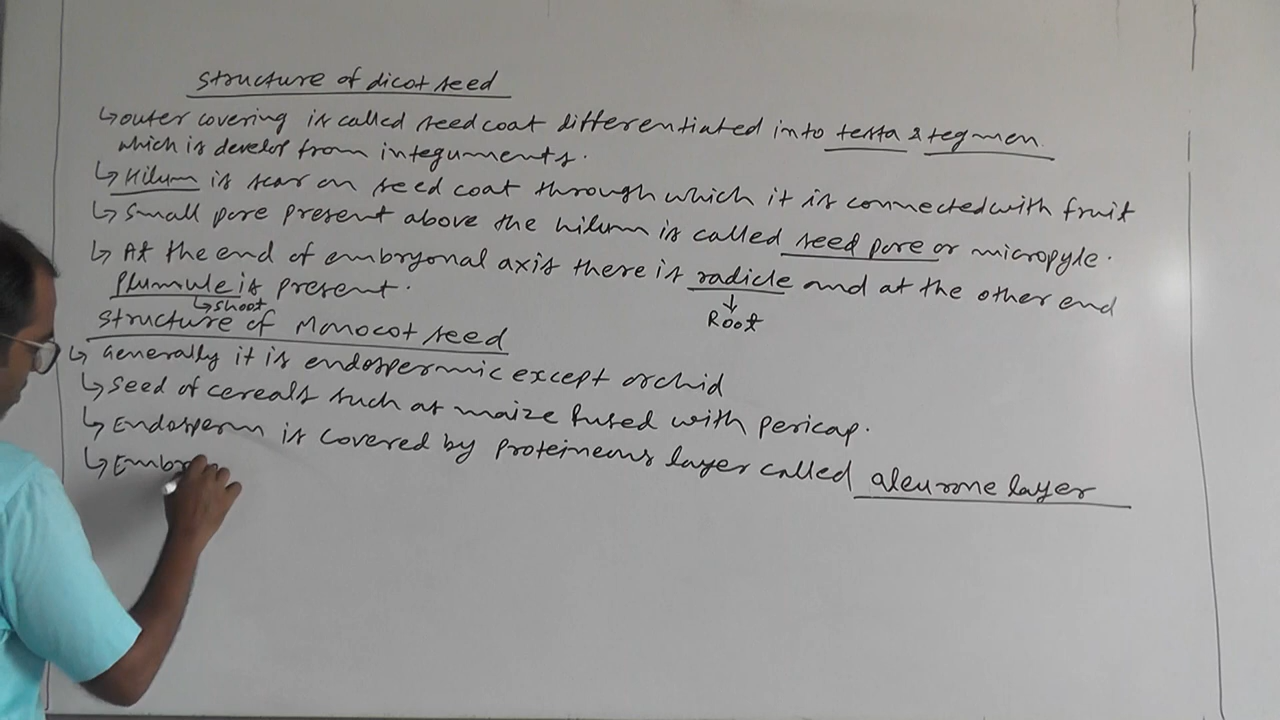 Structure of dicot seed
↳ outer covering is called seed coat differentiated into testa & tegmen
which is develop from integuments.
↳ Hilum is scar on seed coat through which it is connected with fruit
↳ Small pore present above the hilum is called seed pore or micropyle.
↳ At the end of embryonal axis there is radicle and at the other end
Plumule is present.
↳ shoot
↓
Root
Structure of Monocot seed
↳ Generally it is endospermic except orchid
↳ Seed of cereals such as maize fused with pericap.
↳ Endosperm is covered by proteineous layer called aleurone layer
↳ Embr